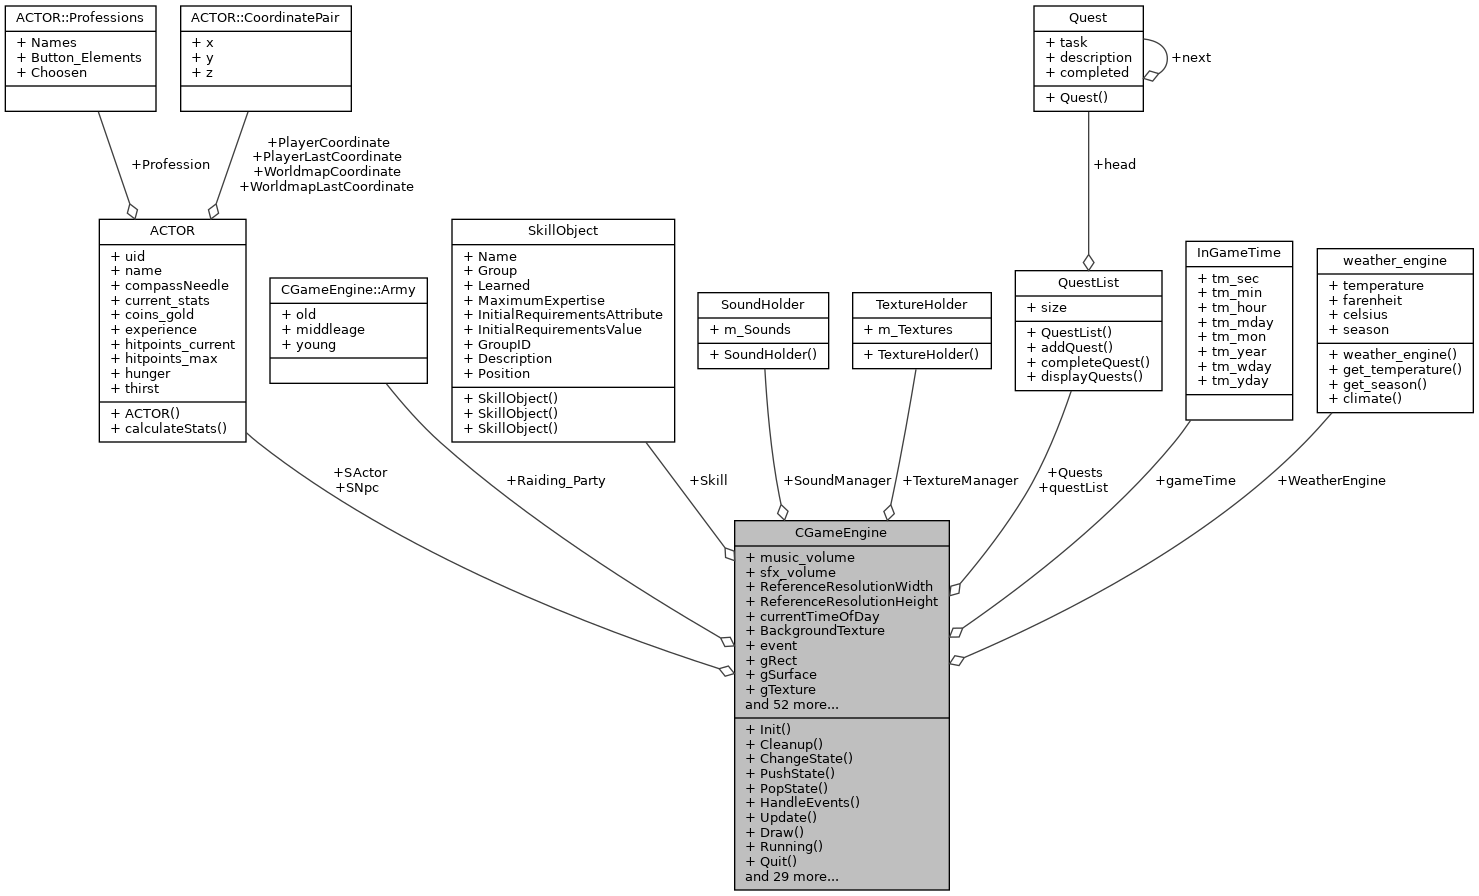 ACTOR::Professions
+ Names
+ Button_Elements
+ Choosen
ACTOR::CoordinatePair
+ x
+ y
+ z
Quest
+ task
+ description
+ completed
+ Quest()
+next
+Profession
+PlayerCoordinate
+PlayerLastCoordinate
+WorldmapCoordinate
+WorldmapLastCoordinate
+head
ACTOR
+ uid
+ name
+ compassNeedle
+ current_stats
+ coins_gold
+ experience
+ hitpoints_current
+ hitpoints_max
+ hunger
+ thirst
+ ACTOR()
+ calculateStats()
CGameEngine::Army
+ old
+ middleage
+ young
SkillObject
+ Name
+ Group
+ Learned
+ MaximumExpertise
+ InitialRequirementsAttribute
+ InitialRequirementsValue
+ GroupID
+ Description
+ Position
+ SkillObject()
+ SkillObject()
+ SkillObject()
SoundHolder
+ m_Sounds
+ SoundHolder()
TextureHolder
+ m_Textures
+ TextureHolder()
QuestList
+ size
+ QuestList()
+ addQuest()
+ completeQuest()
+ displayQuests()
InGameTime
+ tm_sec
+ tm_min
+ tm_hour
+ tm_mday
+ tm_mon
+ tm_year
+ tm_wday
+ tm_yday
weather_engine
+ temperature
+ farenheit
+ celsius
+ season
+ weather_engine()
+ get_temperature()
+ get_season()
+ climate()
+SActor
+SNpc
+Raiding_Party
+Skill
+SoundManager
+TextureManager
+Quests
+questList
+gameTime
+WeatherEngine
CGameEngine
+ music_volume
+ sfx_volume
+ ReferenceResolutionWidth
+ ReferenceResolutionHeight
+ currentTimeOfDay
+ BackgroundTexture
+ event
+ gRect
+ gSurface
+ gTexture
and 52 more...
+ Init()
+ Cleanup()
+ ChangeState()
+ PushState()
+ PopState()
+ HandleEvents()
+ Update()
+ Draw()
+ Running()
+ Quit()
and 29 more...